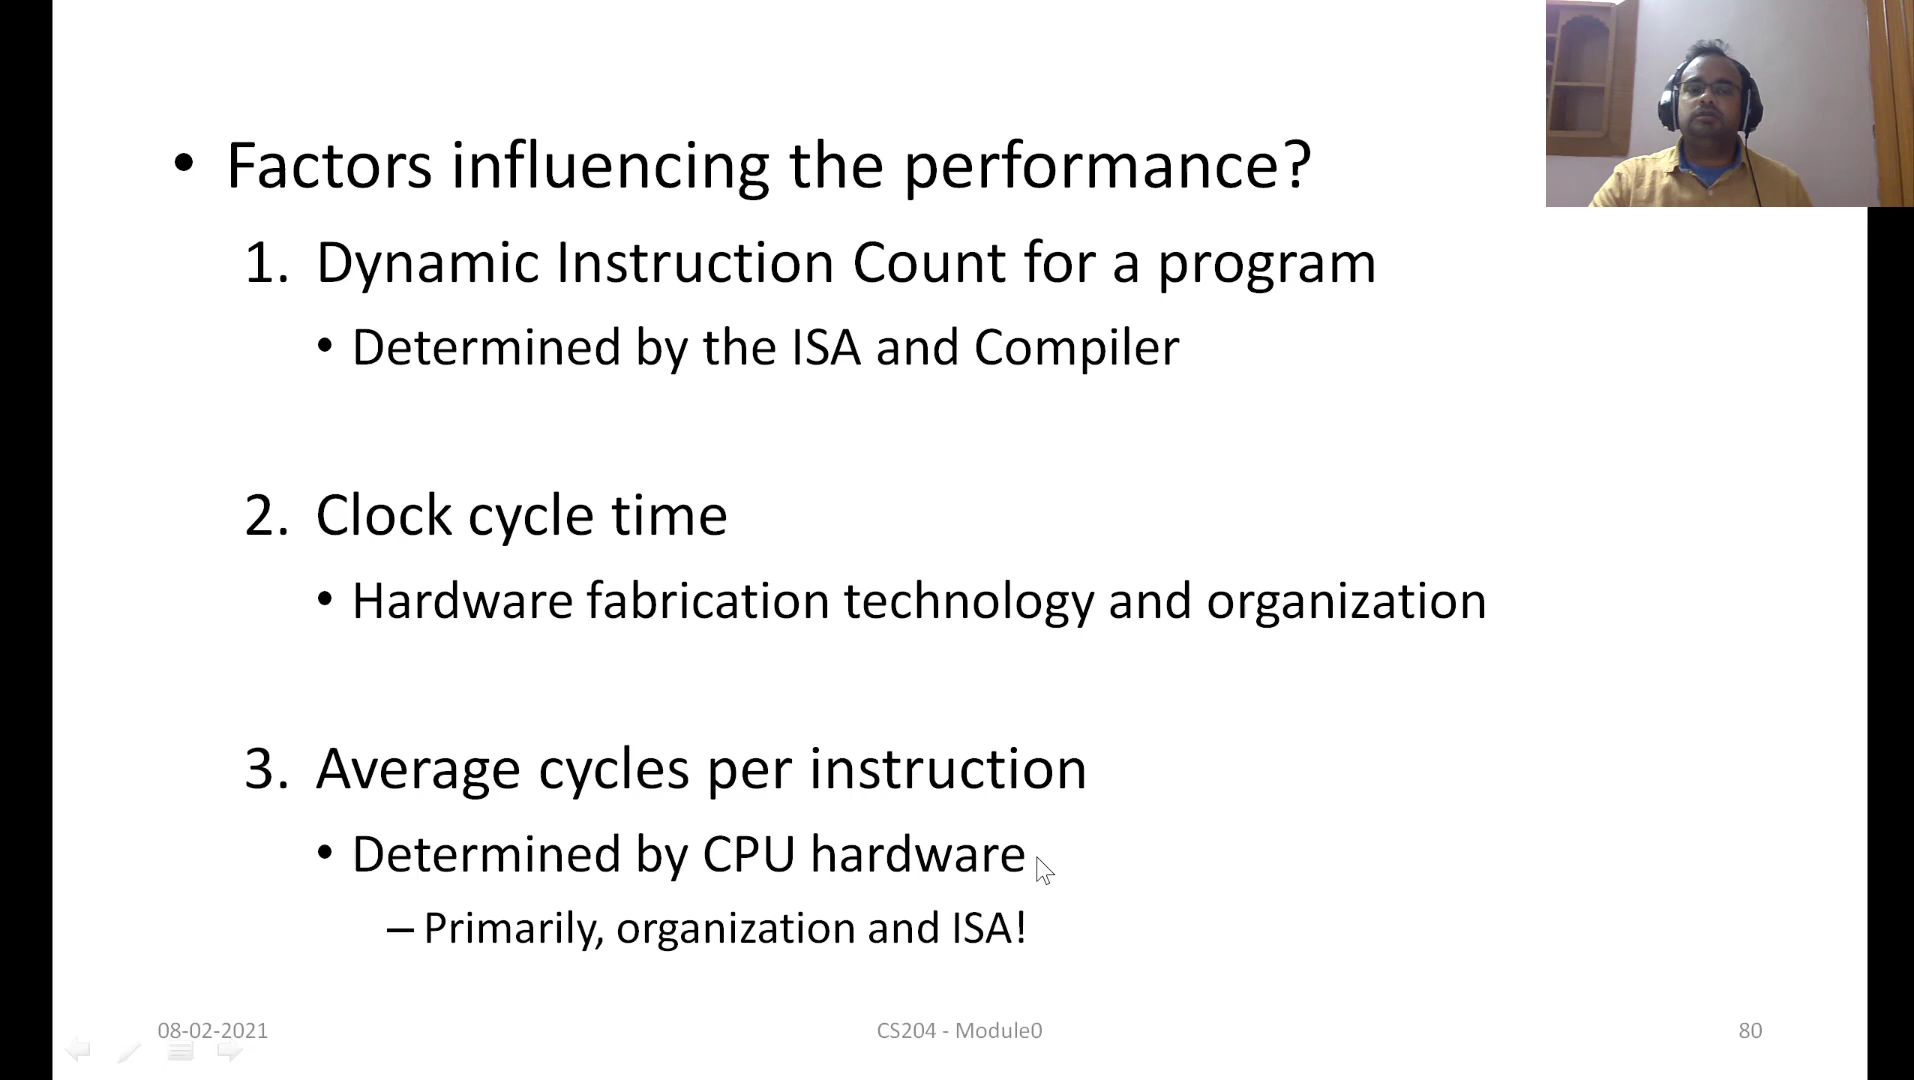 • Factors influencing the performance?
1. Dynamic Instruction Count for a program
• Determined by the ISA and Compiler
2. Clock cycle time
• Hardware fabrication technology and organization
3. Average cycles per instruction
• Determined by CPU hardware
– Primarily, organization and ISA!
08-02-2021
CS204 - Module0
80